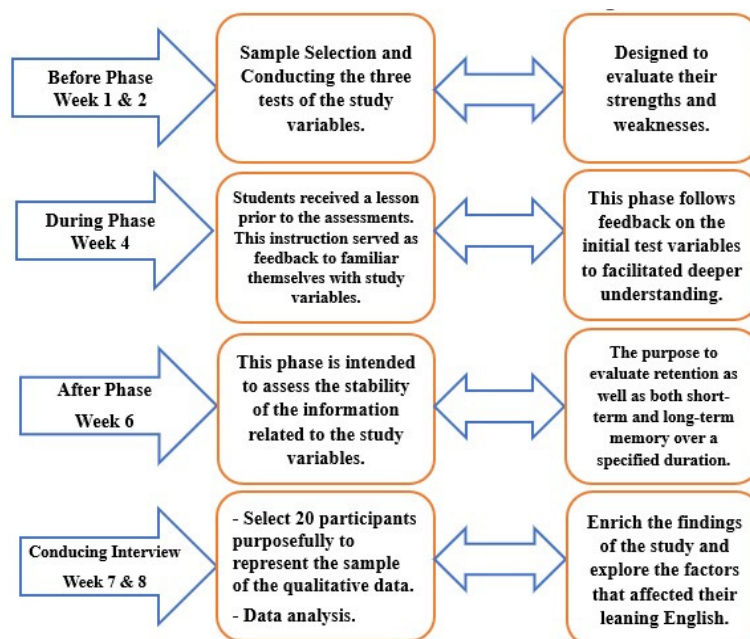 Before Phase
Week 1 & 2
Sample Selection and
Conducting the three
tests of the study
variables.
Designed to
evaluate their
strengths and
weaknesses.
During Phase
Week 4
Students received a lesson
prior to the assessments.
This instruction served as
feedback to familiar
themselves with study
variables.
This phase follows
feedback on the
initial test variables
to facilitated deeper
understanding.
After Phase
Week 6
This phase is intended
to assess the stability
of the information
related to the study
variables.
The purpose to
evaluate retention as
well as both short-
term and long-term
memory over a
specified duration.
Conducing Interview
Week 7 & 8
- Select 20 participants
purposefully to
represent the sample
of the qualitative data.
- Data analysis.
Enrich the findings
of the study and
explore the factors
that affected their
leaning English.